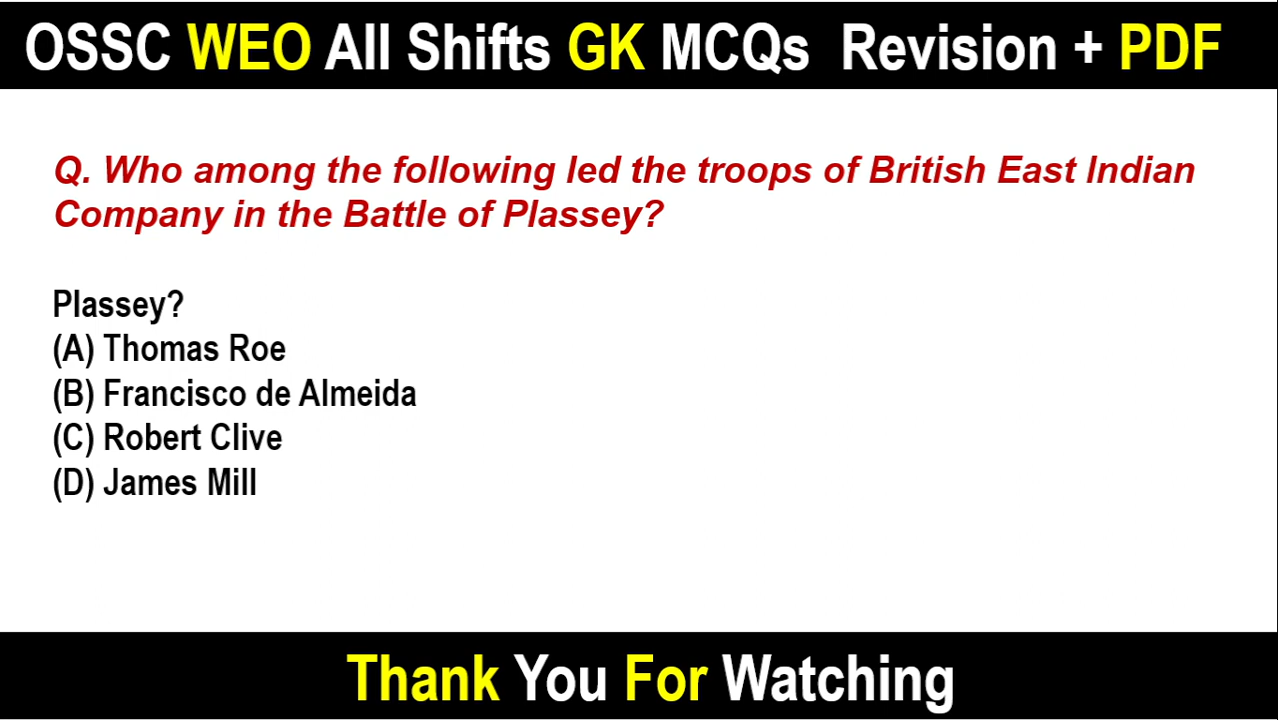 OSSC WEO All Shifts GK MCQs Revision + PDF
Q. Who among the following led the troops of British East Indian
Company in the Battle of Plassey?
Plassey?
(A) Thomas Roe
(B) Francisco de Almeida
(C) Robert Clive
(D) James Mill
Thank You For Watching